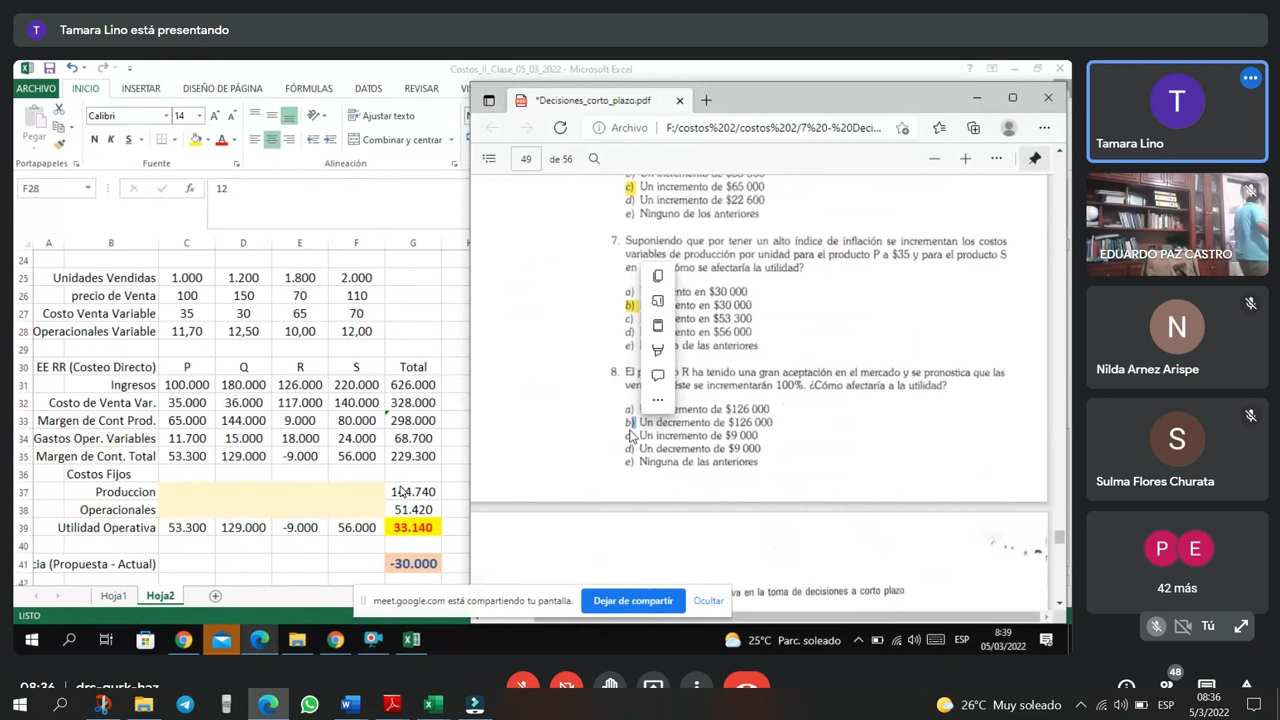 T Tamara Lino está presentando
Costos_II_Clase_05_03_2022 - Microsoft Excel
ARCHIVO INICIO INSERTAR DISEÑO DE PÁGINA FÓRMULAS DATOS REVISAR
Calibri 14
Pegar
N K S
Ajustar texto
Combinar y centrar
Portapapeles Fuente Alineación
F28 12
A B C D E F G
24
25 Unidades Vendidas 1.000 1.200 1.800 2.000
26 precio de Venta 100 150 70 110
27 Costo Venta Variable 35 30 65 70
28 Operacionales Variable 11,70 12,50 10,00 12,00
29
30 EE RR (Costeo Directo) P Q R S Total
31 Ingresos 100.000 180.000 126.000 220.000 626.000
32 Costo de Venta Var. 35.000 36.000 117.000 140.000 328.000
33 Margen de Cont Prod. 65.000 144.000 9.000 80.000 298.000
34 Gastos Oper. Variables 11.700 15.000 18.000 24.000 68.700
35 Margen de Cont. Total 53.300 129.000 -9.000 56.000 229.300
36 Costos Fijos
37 Produccion 4.740
38 Operacionales 51.420
39 Utilidad Operativa 53.300 129.000 -9.000 56.000 33.140
40
41 cia (Propuesta - Actual) -30.000
42
Hoja1 Hoja2
LISTO
*Decisiones_corto_plazo.pdf
Archivo F:/costos%202/costos%202/7%20-%20Deci...
49 de 56
c) Un incremento de $65 000
d) Un incremento de $22 600
e) Ninguno de los anteriores
7. Suponiendo que por tener un alto índice de inflación se incrementan los costos
variables de producción por unidad para el producto P a $35 y para el producto S
en ómo se afectaría la utilidad?
a) ento en $30 000
b) ento en $30 000
c) ento en $53 300
d) ento en $56 000
e) a de las anteriores
8. El p o R ha tenido una gran aceptación en el mercado y se pronostica que las
ven éste se incrementarán 100%. ¿Cómo afectaría a la utilidad?
a) emento de $126 000
b) Un decremento de $126 000
c) Un incremento de $9 000
d) Un decremento de $9 000
e) Ninguna de las anteriores
va en la toma de decisiones a corto plazo
meet.google.com está compartiendo tu pantalla. Dejar de compartir Ocultar
25°C Parc. soleado ESP 8:39
05/03/2022
T
Tamara Lino
EDUARDO PAZ CASTRO
N
Nilda Arnez Arispe
S
Sulma Flores Churata
P E
42 más
Tú
08:36 drs-gurk-haz
48
26°C Muy soleado ESP 08:36
5/3/2022